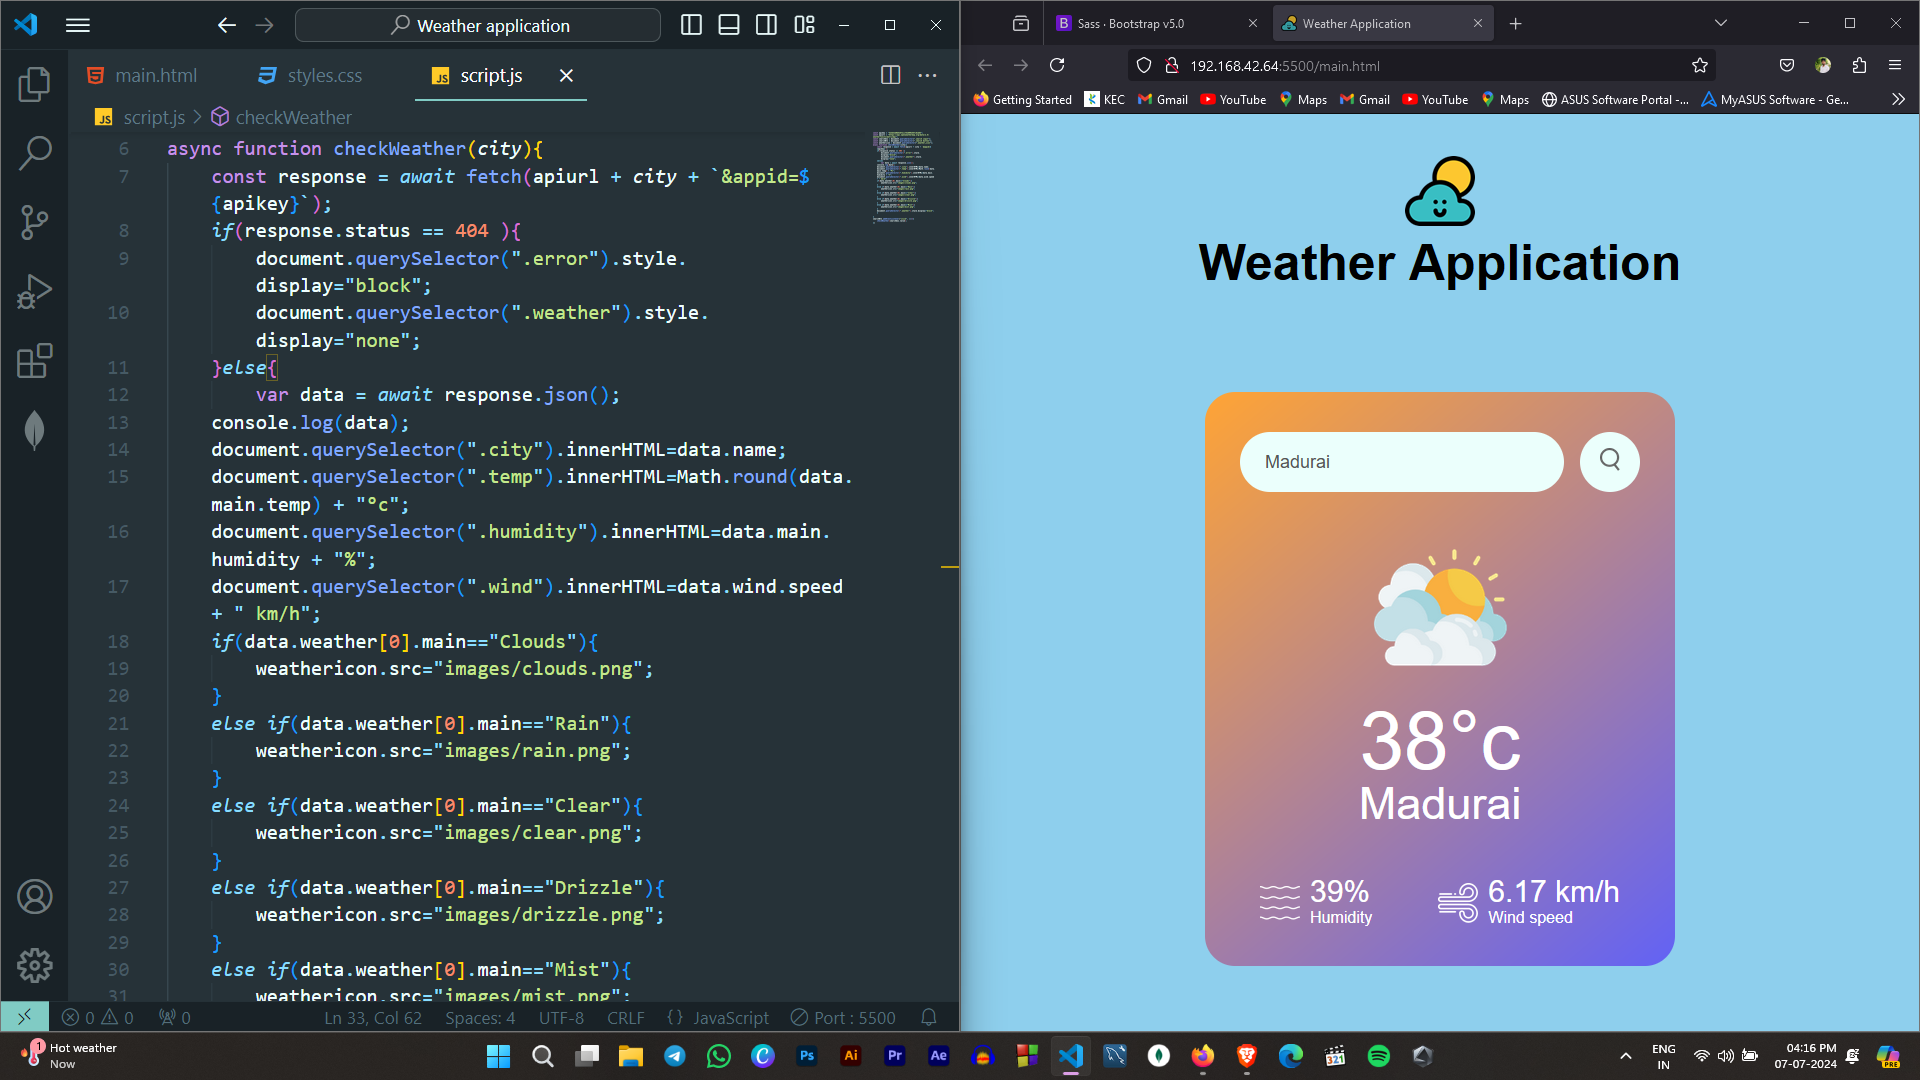 Weather application
main.html
styles.css
JS script.js
JS script.js > checkWeather
6 async function checkWeather(city){
7 const response = await fetch(apiurl + city + `&appid=$
{apikey}`);
8 if(response.status == 404 ){
9 document.querySelector(".error").style.
display="block";
10 document.querySelector(".weather").style.
display="none";
11 }else{
12 var data = await response.json();
13 console.log(data);
14 document.querySelector(".city").innerHTML=data.name;
15 document.querySelector(".temp").innerHTML=Math.round(data.
main.temp) + "°c";
16 document.querySelector(".humidity").innerHTML=data.main.
humidity + "%";
17 document.querySelector(".wind").innerHTML=data.wind.speed
+ " km/h";
18 if(data.weather[0].main=="Clouds"){
19 weathericon.src="images/clouds.png";
20 }
21 else if(data.weather[0].main=="Rain"){
22 weathericon.src="images/rain.png";
23 }
24 else if(data.weather[0].main=="Clear"){
25 weathericon.src="images/clear.png";
26 }
27 else if(data.weather[0].main=="Drizzle"){
28 weathericon.src="images/drizzle.png";
29 }
30 else if(data.weather[0].main=="Mist"){
31 weathericon.src="images/mist.png";
0 0 0 Ln 33, Col 62 Spaces: 4 UTF-8 CRLF {} JavaScript Port : 5500
B Sass · Bootstrap v5.0
Weather Application
192.168.42.64:5500/main.html
Getting Started K KEC Gmail YouTube Maps Gmail YouTube Maps ASUS Software Portal -... MyASUS Software - Ge...
Weather Application
Madurai
38°c
Madurai
39%
Humidity
6.17 km/h
Wind speed
1 Hot weather
Now
Ps Ai Pr Ae 321
ENG
IN
04:16 PM
07-07-2024
PRE